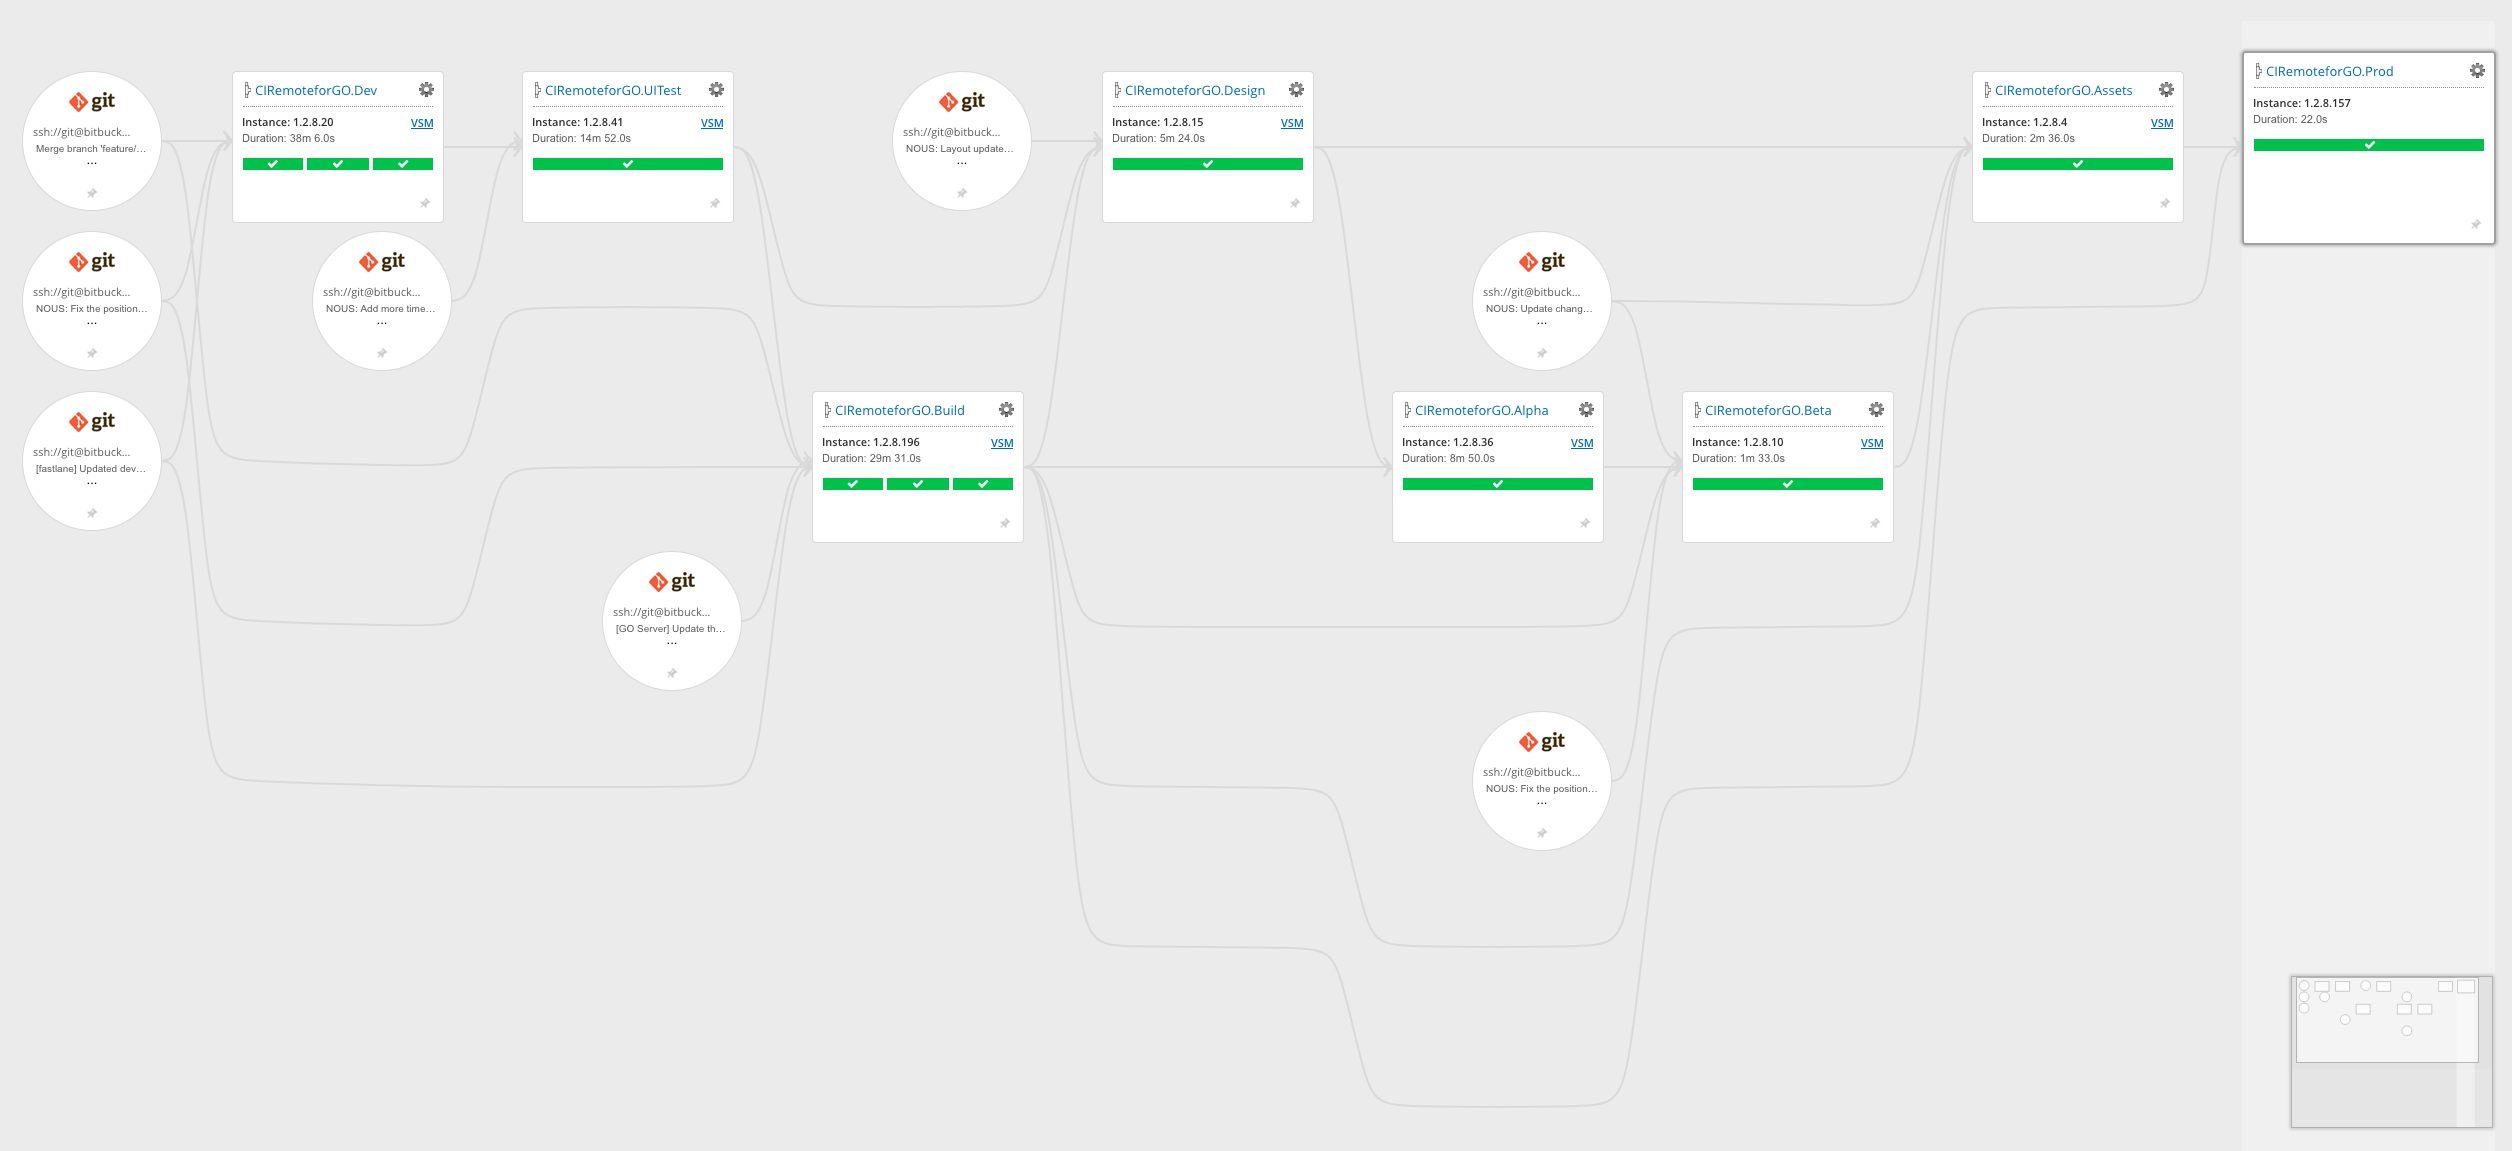 git
ssh://git@bitbuck...
Merge branch 'feature/...
...
CIRemoteforGO.Dev
Instance: 1.2.8.20
VSM
Duration: 38m 6.0s
CIRemoteforGO.UITest
Instance: 1.2.8.41
VSM
Duration: 14m 52.0s
git
ssh://git@bitbuck...
NOUS: Layout update...
...
CIRemoteforGO.Design
Instance: 1.2.8.15
VSM
Duration: 5m 24.0s
CIRemoteforGO.Assets
Instance: 1.2.8.4
VSM
Duration: 2m 36.0s
CIRemoteforGO.Prod
Instance: 1.2.8.157
Duration: 22.0s
git
ssh://git@bitbuck...
NOUS: Fix the position...
...
git
ssh://git@bitbuck...
NOUS: Add more time...
...
git
ssh://git@bitbuck...
NOUS: Update chang...
...
git
ssh://git@bitbuck...
[fastlane] Updated dev...
...
CIRemoteforGO.Build
Instance: 1.2.8.196
VSM
Duration: 29m 31.0s
CIRemoteforGO.Alpha
Instance: 1.2.8.36
VSM
Duration: 8m 50.0s
CIRemoteforGO.Beta
Instance: 1.2.8.10
VSM
Duration: 1m 33.0s
git
ssh://git@bitbuck...
[GO Server] Update th...
...
git
ssh://git@bitbuck...
NOUS: Fix the position...
...